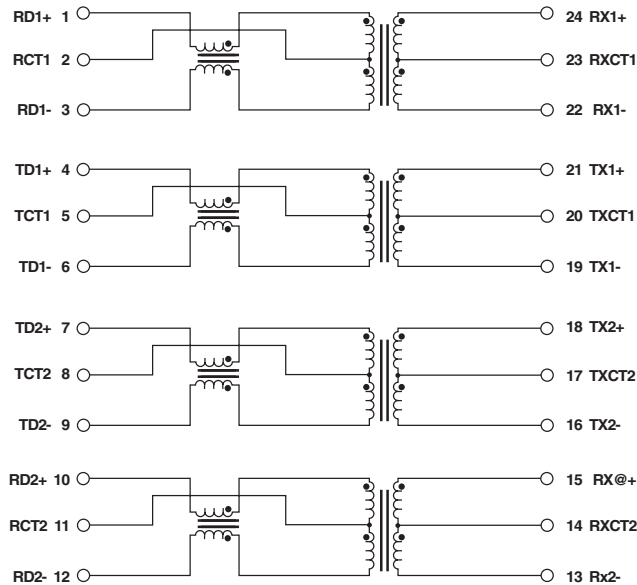 RD1+ 1 24 RX1+
RCT1 2 23 RXCT1
RD1- 3 22 RX1-
TD1+ 4 21 TX1+
TCT1 5 20 TXCT1
TD1- 6 19 TX1-
TD2+ 7 18 TX2+
TCT2 8 17 TXCT2
TD2- 9 16 TX2-
RD2+ 10 15 RX@+
RCT2 11 14 RXCT2
RD2- 12 13 Rx2-